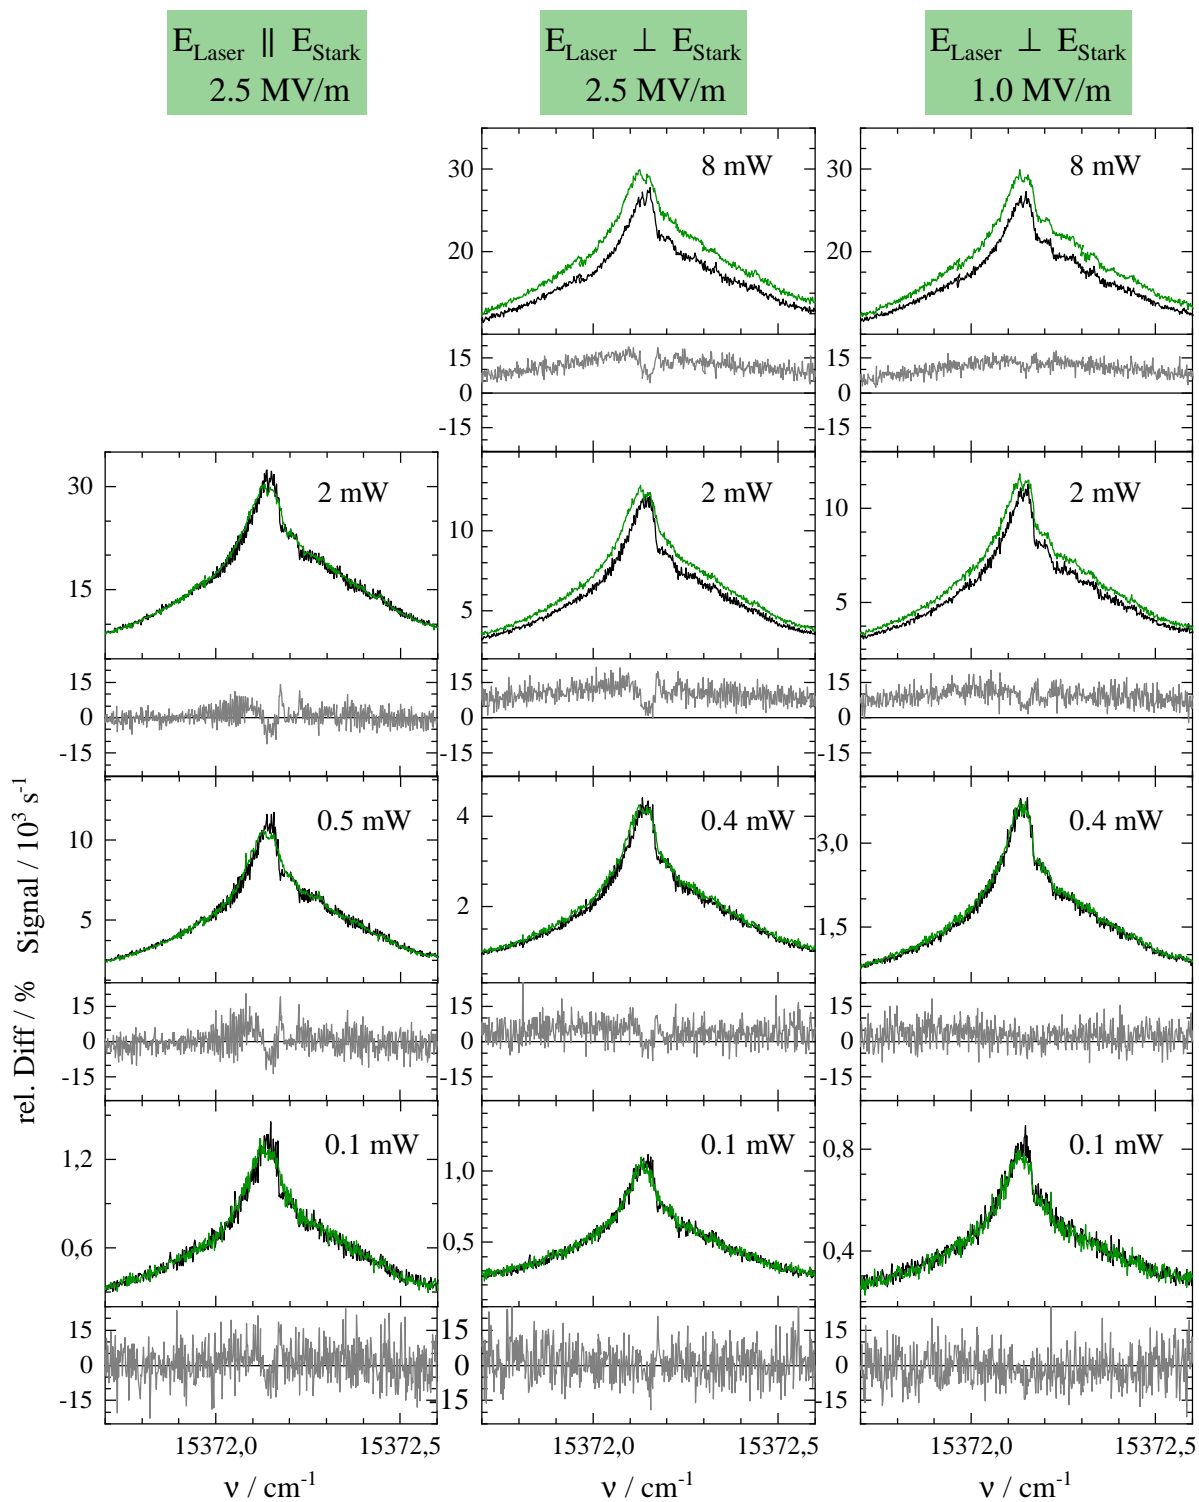 E_Laser ∥ E_Stark
2.5 MV/m
E_Laser ⊥ E_Stark
2.5 MV/m
E_Laser ⊥ E_Stark
1.0 MV/m
8 mW
30
20
15
0
-15
8 mW
30
20
15
0
-15
2 mW
30
15
15
0
-15
2 mW
10
5
15
0
-15
2 mW
10
5
15
0
-15
0.5 mW
10
5
15
0
-15
0.4 mW
4
2
15
0
-15
0.4 mW
3,0
1,5
15
0
-15
0.1 mW
1,2
0,6
15
0
-15
0.1 mW
1,0
0,5
15
0
-15
0.1 mW
0,8
0,4
15
0
-15
rel. Diff / % Signal / 10³ s⁻¹
15372,0 15372,5
15372,0 15372,5
15372,0 15372,5
ν / cm⁻¹
ν / cm⁻¹
ν / cm⁻¹